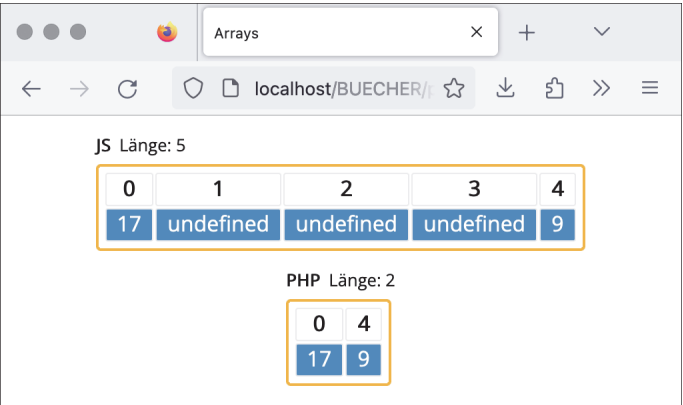 Arrays
localhost/BUECHER/
JS Länge: 5
0 1 2 3 4
17 undefined undefined undefined 9
PHP Länge: 2
0 4
17 9